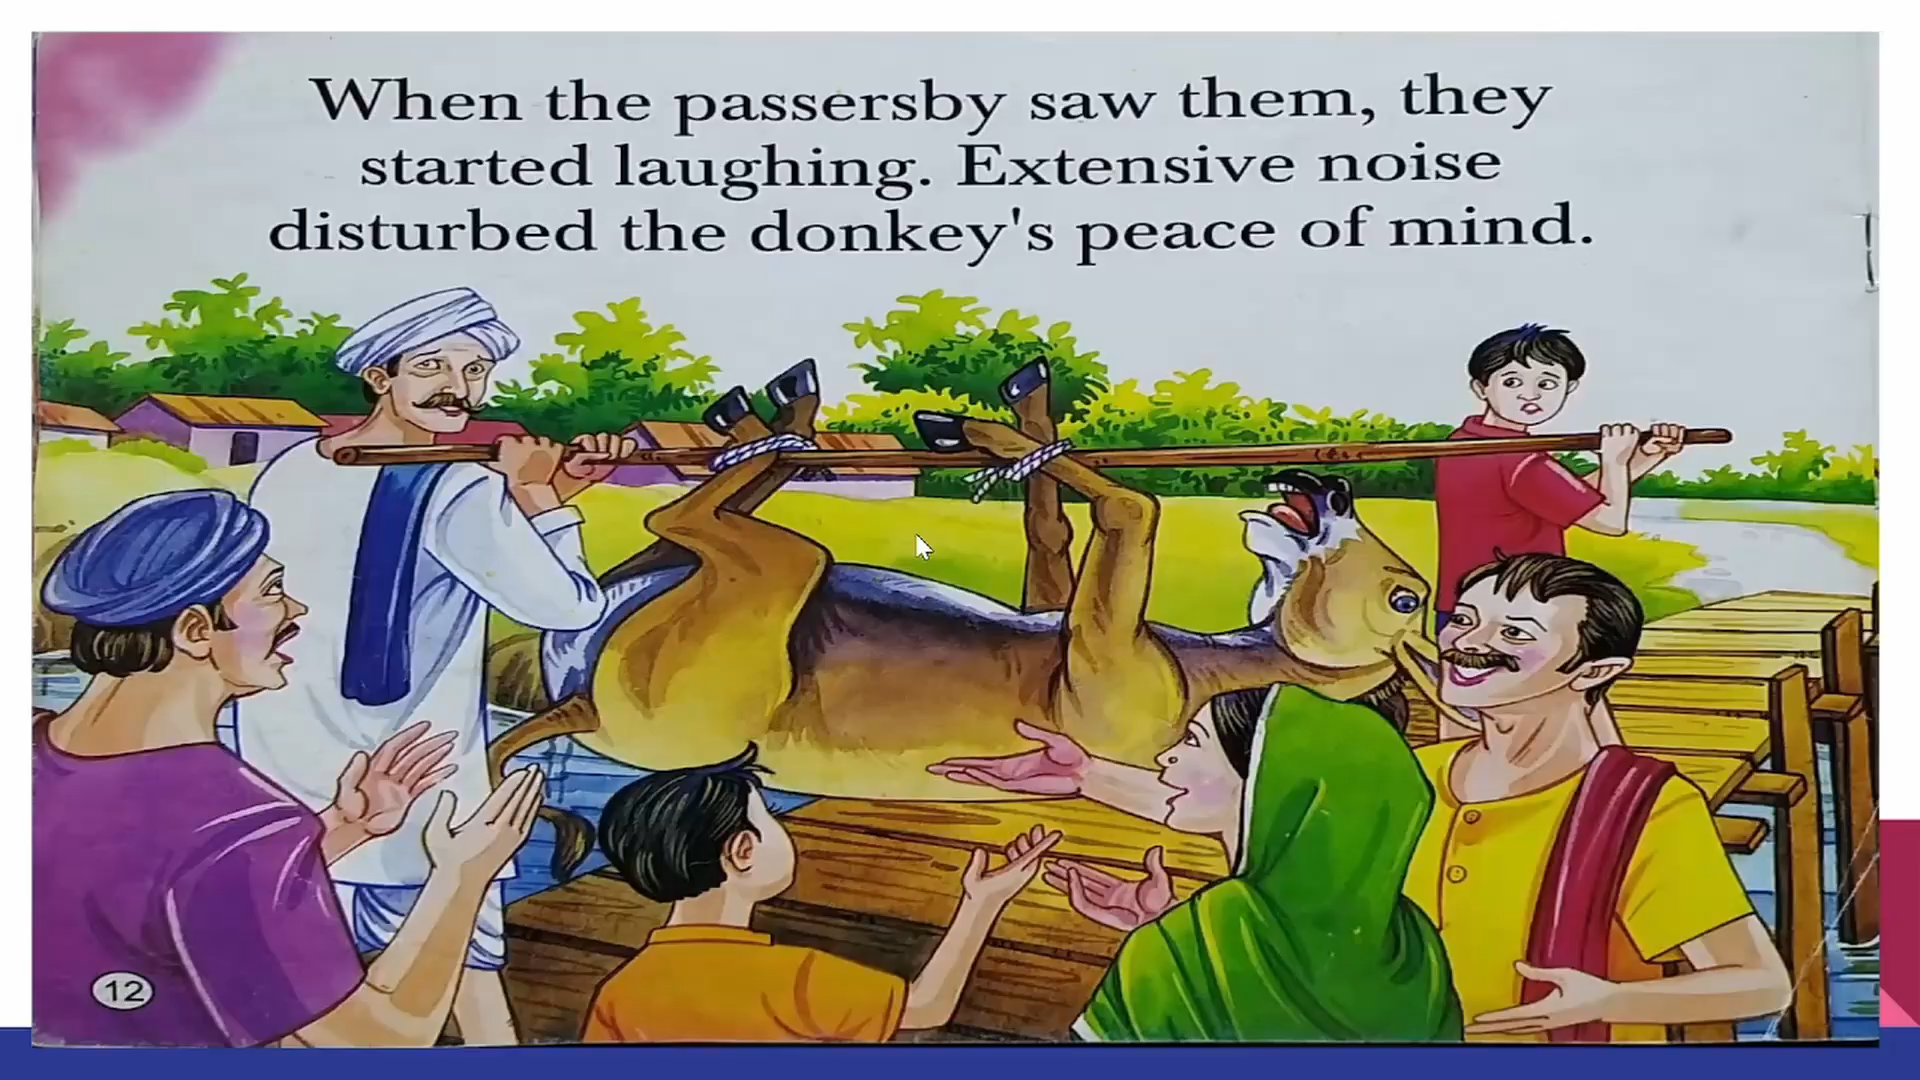 When the passersby saw them, they
started laughing. Extensive noise
disturbed the donkey's peace of mind.
12